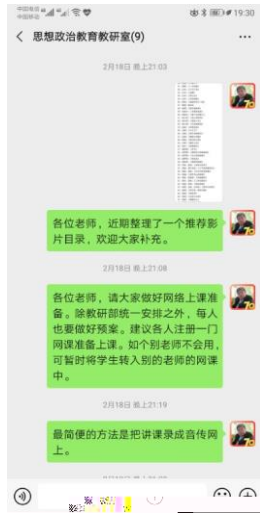 19:30
思想政治教育教研室(9)
2月18日 晚上21:03
各位老师，近期整理了一个推荐影
片目录，欢迎大家补充。
2月18日 晚上21:08
各位老师，请大家做好网络上课准
备。除教研部统一安排之外，每人
也要做好预案。建议各人注册一门
网课准备上课。如个别老师不会用，
可暂时将学生转入别的老师的网课
中。
2月18日 晚上21:19
最简便的方法是把讲课录成音传网
上。